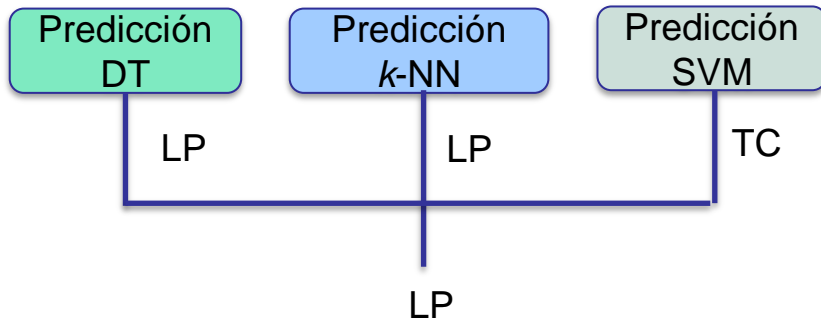 Predicción
DT
Predicción
k-NN
Predicción
SVM
LP
LP
TC
LP